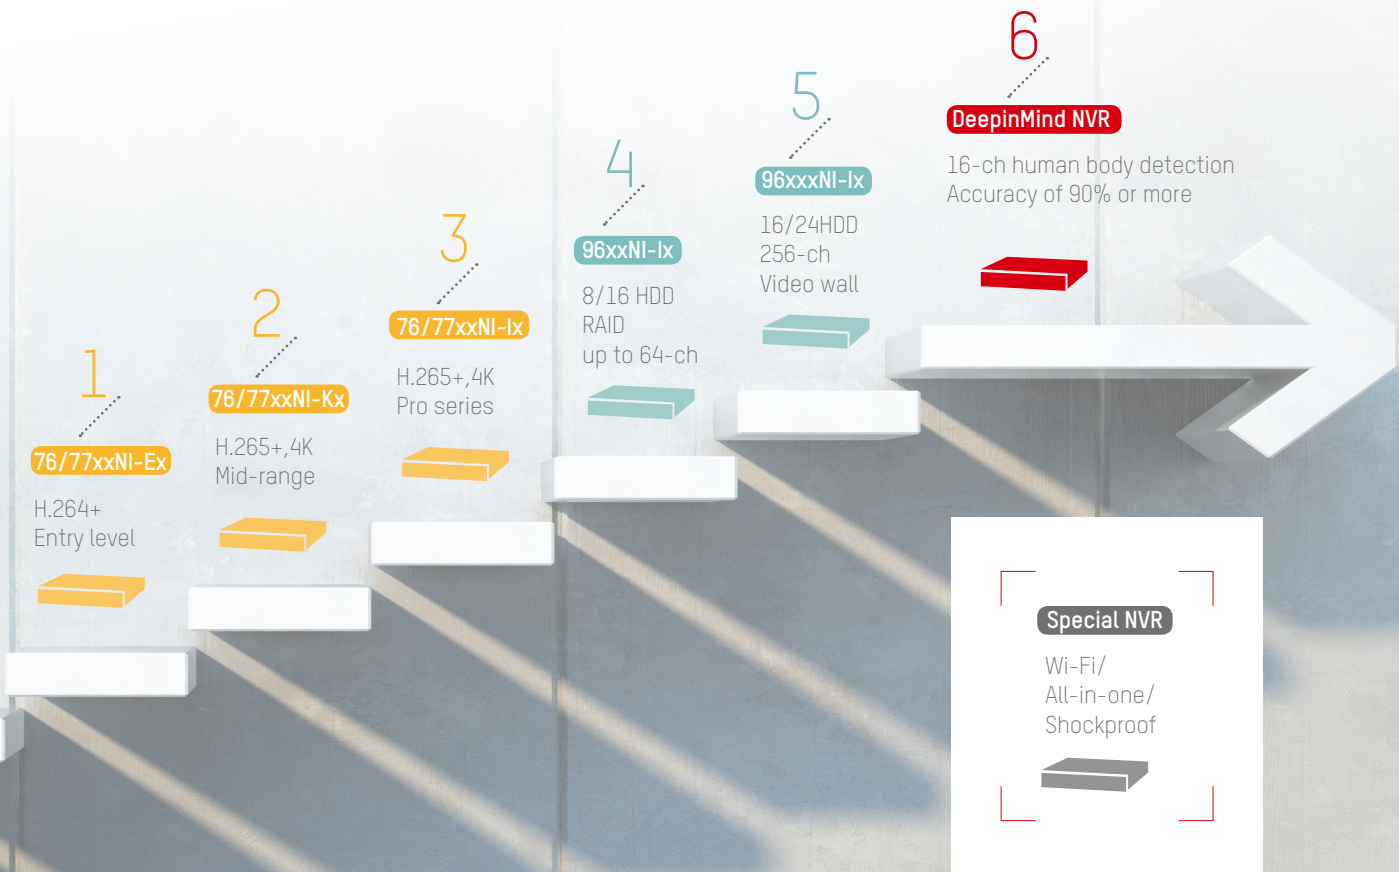 1
76/77xxNI-Ex
H.264+
Entry level
2
76/77xxNI-Kx
H.265+,4K
Mid-range
3
76/77xxNI-Ix
H.265+,4K
Pro series
4
96xxNI-Ix
8/16 HDD
RAID
up to 64-ch
5
96xxxNI-Ix
16/24HDD
256-ch
Video wall
6
DeepinMind NVR
16-ch human body detection
Accuracy of 90% or more
Special NVR
Wi-Fi/
All-in-one/
Shockproof